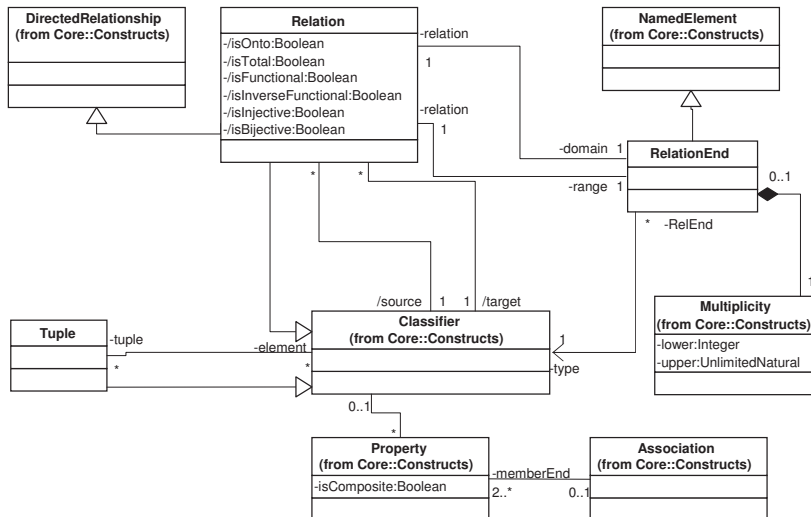 DirectedRelationship
(from Core::Constructs)
Relation
-/isOnto:Boolean
-/isTotal:Boolean
-/isFunctional:Boolean
-/isInverseFunctional:Boolean
-/isInjective:Boolean
-/isBijective:Boolean
-relation
1
-relation
1
NamedElement
(from Core::Constructs)
-domain 1
-range 1
RelationEnd
0..1
* -RelEnd
1
* *
/source 1 1 /target
Classifier
(from Core::Constructs)
1
-type
Multiplicity
(from Core::Constructs)
-lower:Integer
-upper:UnlimitedNatural
Tuple
-tuple
*
-element
*
0..1
*
Property
(from Core::Constructs)
-isComposite:Boolean
-memberEnd
2..* 0..1
Association
(from Core::Constructs)